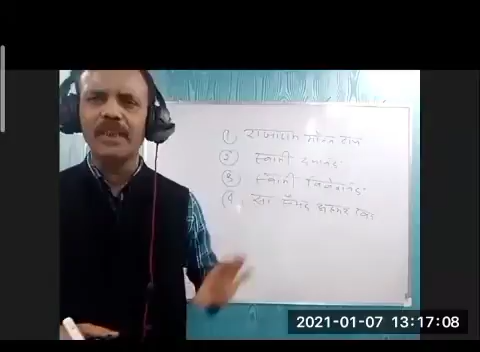 ① राजाराम मोहन राय
② स्वामी दयानंद
③ स्वामी विवेकानंद
④ सर सैयद अहमद
2021-01-07 13:17:08